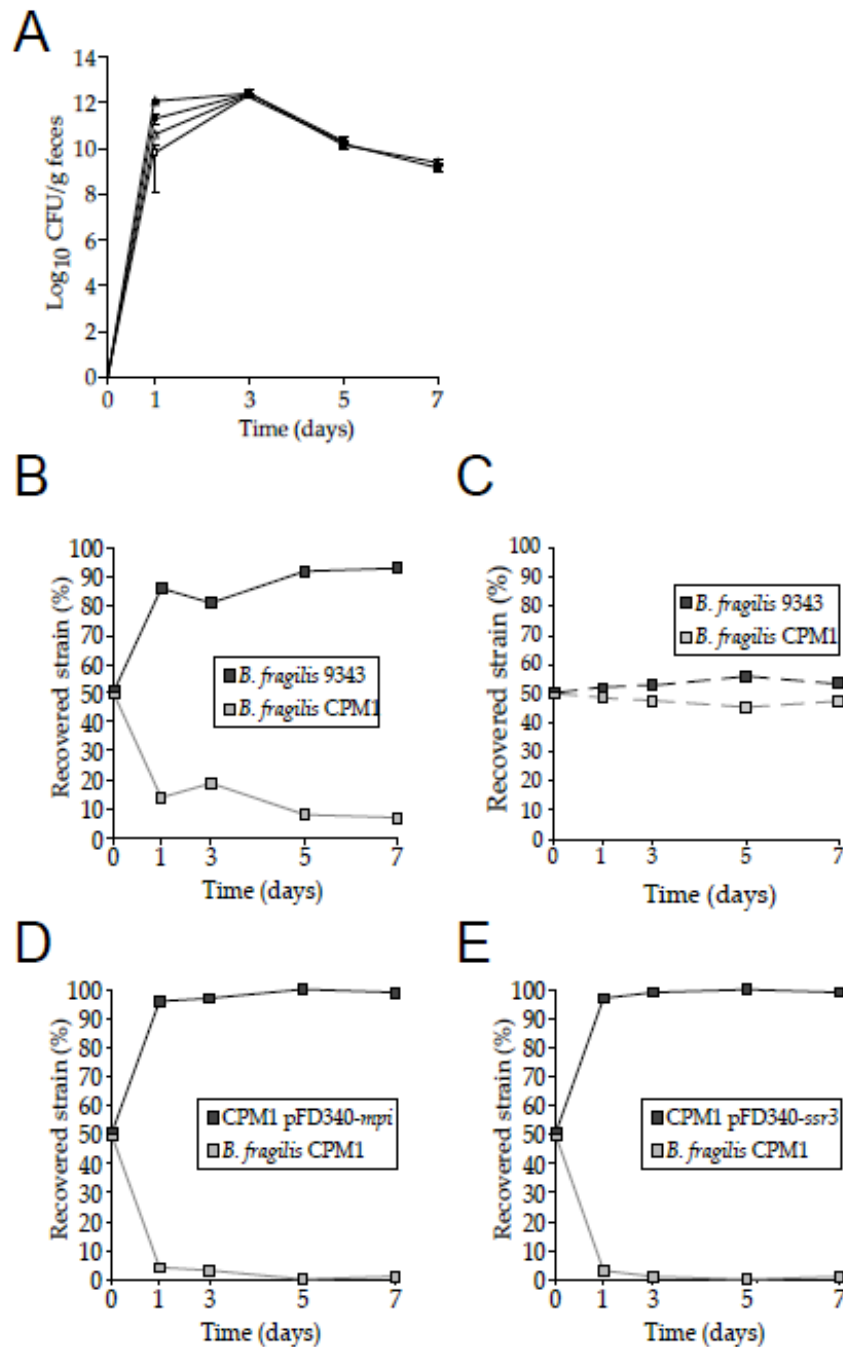 A
Log10 CFU/g feces
14
12
10
8
6
4
2
0
0 1 3 5 7
Time (days)
B
Recovered strain (%)
100
90
80
70
60
50
40
30
20
10
0
B. fragilis 9343
B. fragilis CPM1
0 1 3 5 7
Time (days)
C
Recovered strain (%)
100
90
80
70
60
50
40
30
20
10
0
B. fragilis 9343
B. fragilis CPM1
0 1 3 5 7
Time (days)
D
Recovered strain (%)
100
90
80
70
60
50
40
30
20
10
0
CPM1 pFD340-mpi
B. fragilis CPM1
0 1 3 5 7
Time (days)
E
Recovered strain (%)
100
90
80
70
60
50
40
30
20
10
0
CPM1 pFD340-ssr3
B. fragilis CPM1
0 1 3 5 7
Time (days)